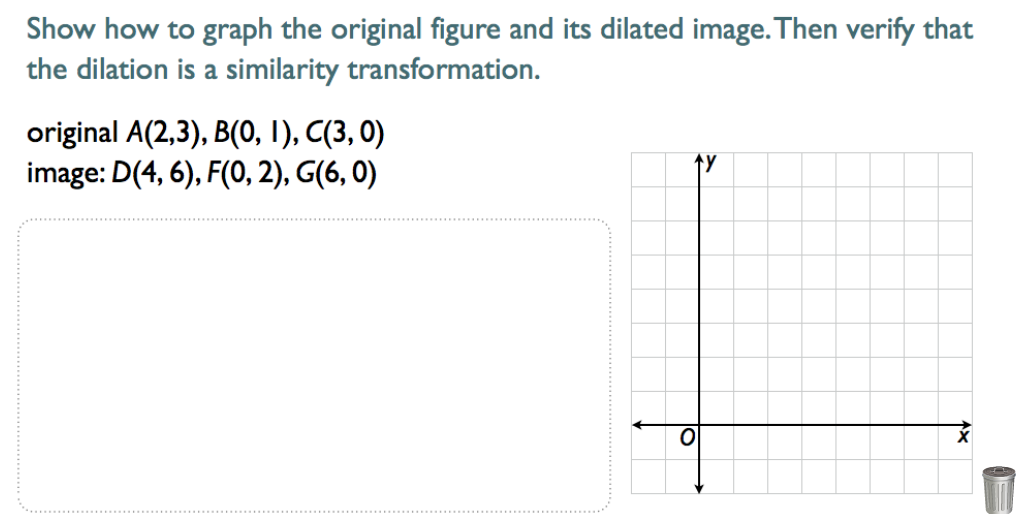 Show how to graph the original figure and its dilated image. Then verify that
the dilation is a similarity transformation.
original A(2,3), B(0, 1), C(3, 0)
image: D(4, 6), F(0, 2), G(6, 0)
y
O
x